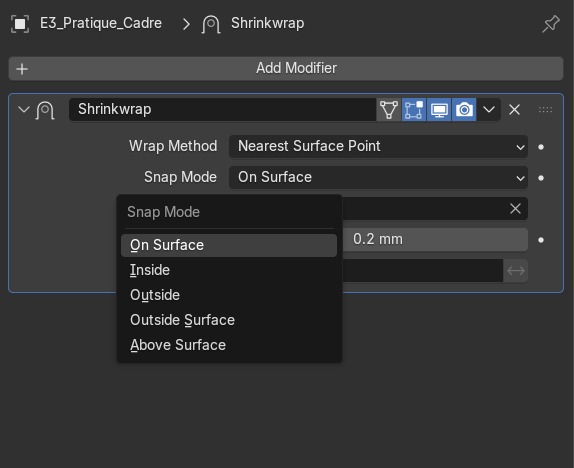 E3_Pratique_Cadre > Shrinkwrap
+ Add Modifier
Shrinkwrap
Wrap Method Nearest Surface Point
Snap Mode On Surface
Snap Mode
0.2 mm
On Surface
Inside
Outside
Outside Surface
Above Surface